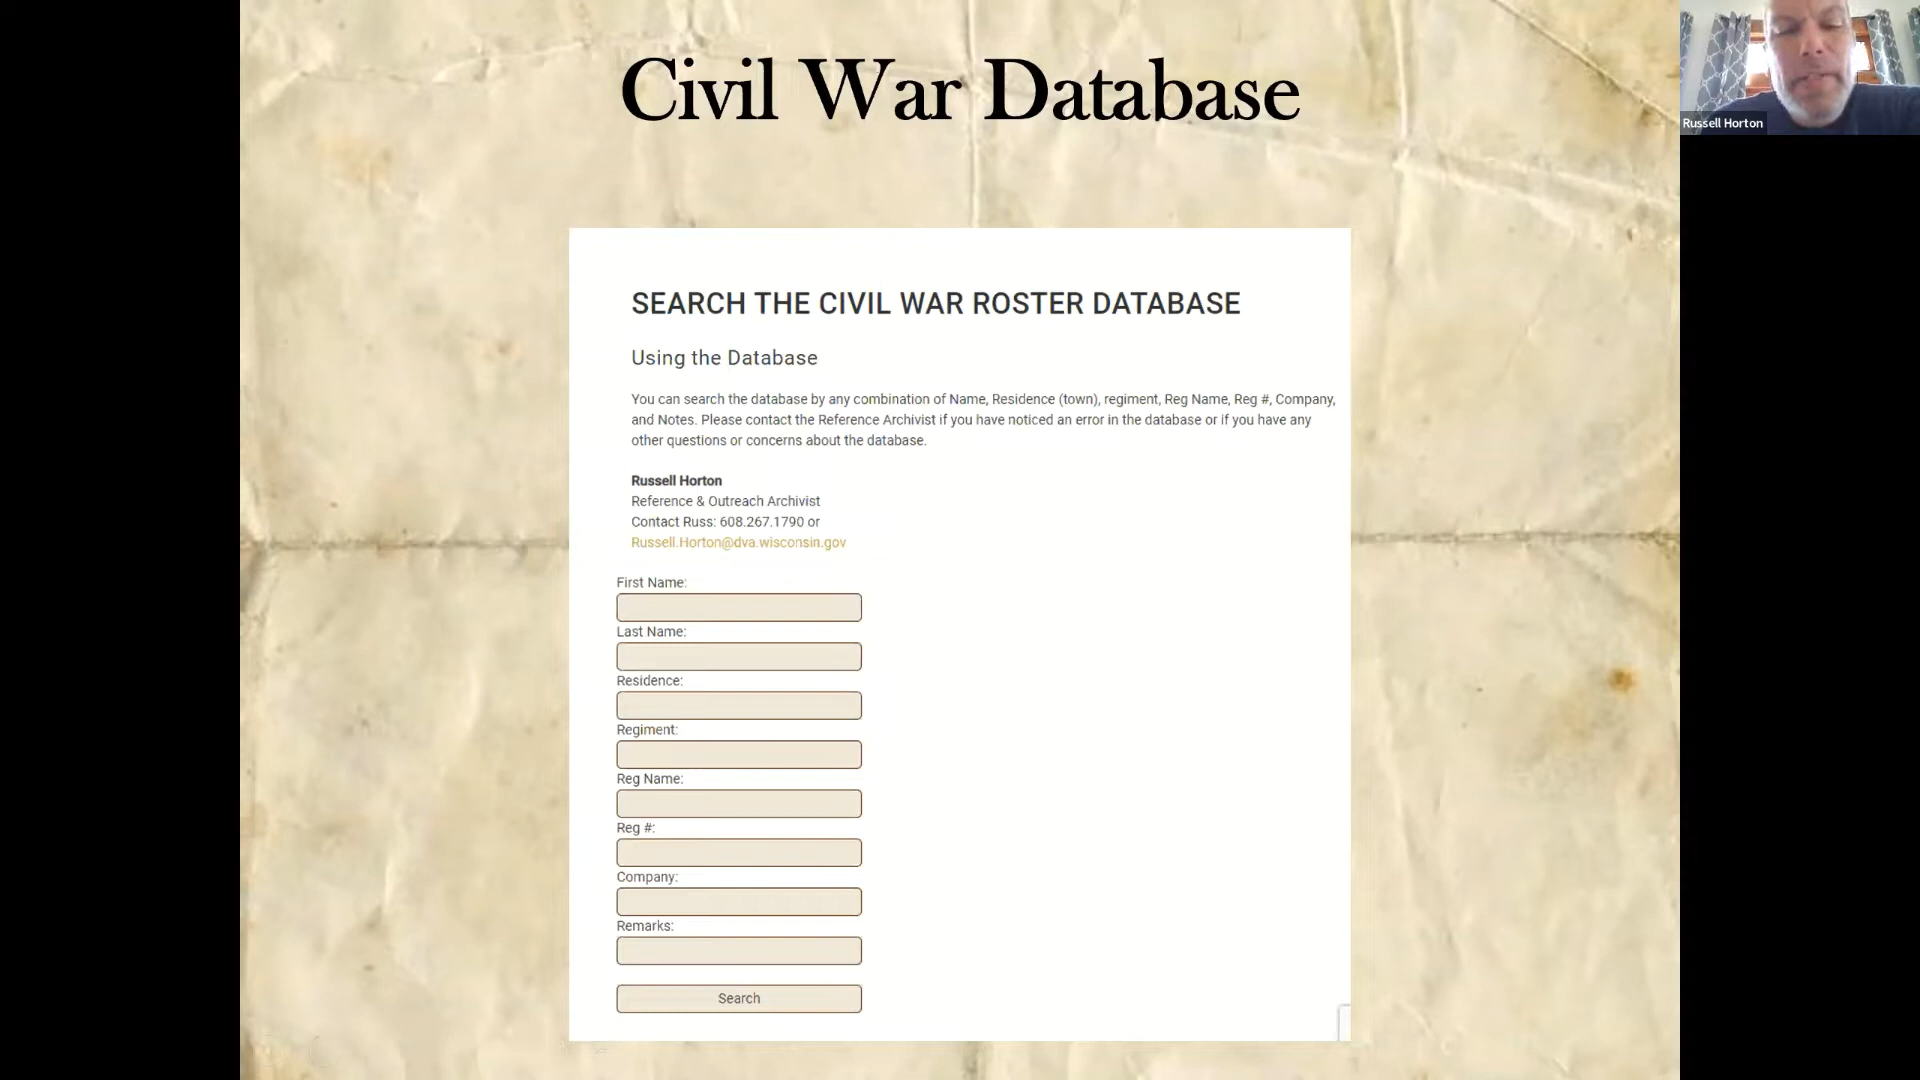 Civil War Database
Russell Horton
SEARCH THE CIVIL WAR ROSTER DATABASE
Using the Database
You can search the database by any combination of Name, Residence (town), regiment, Reg Name, Reg #, Company,
and Notes. Please contact the Reference Archivist if you have noticed an error in the database or if you have any
other questions or concerns about the database.
Russell Horton
Reference & Outreach Archivist
Contact Russ: 608.267.1790 or
Russell.Horton@dva.wisconsin.gov
First Name:
Last Name:
Residence:
Regiment:
Reg Name:
Reg #:
Company:
Remarks:
Search